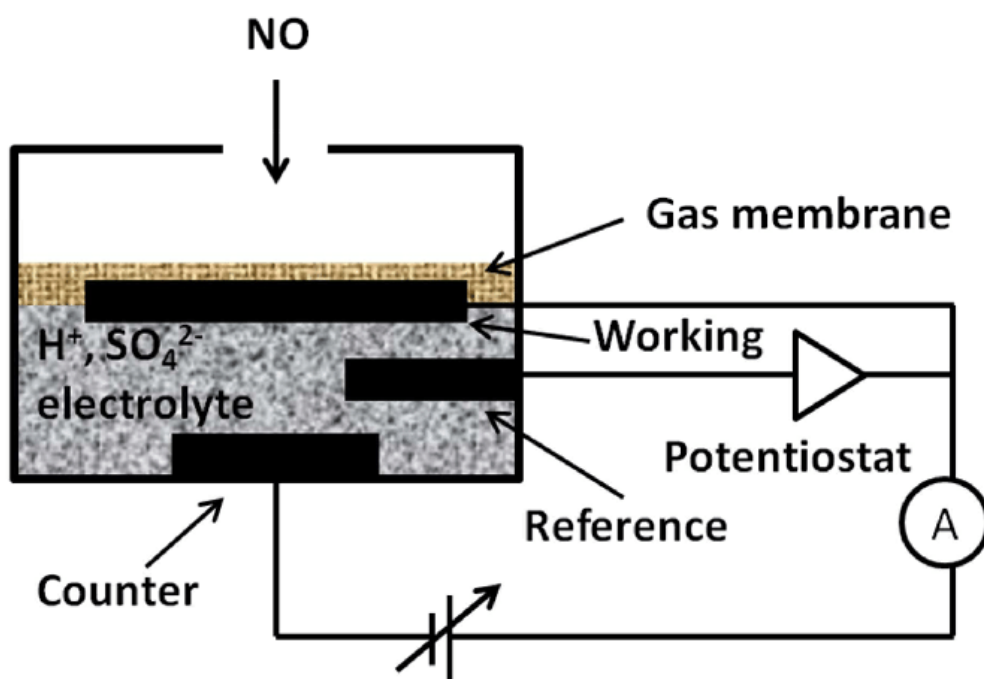 NO
Gas membrane
H⁺, SO₄²⁻
electrolyte
Working
Potentiostat
Reference
A
Counter